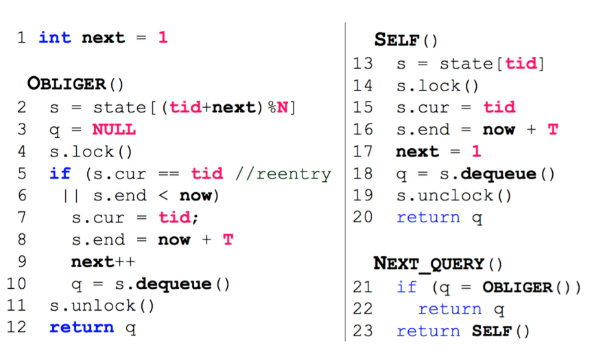 1 int next = 1
OBLIGER()
2 s = state[(tid+next)%N]
3 q = NULL
4 s.lock()
5 if (s.cur == tid //reentry
6 || s.end < now)
7 s.cur = tid;
8 s.end = now + T
9 next++
10 q = s.dequeue()
11 s.unlock()
12 return q
SELF()
13 s = state[tid]
14 s.lock()
15 s.cur = tid
16 s.end = now + T
17 next = 1
18 q = s.dequeue()
19 s.unclock()
20 return q
NEXT_QUERY()
21 if (q = OBLIGER())
22 return q
23 return SELF()